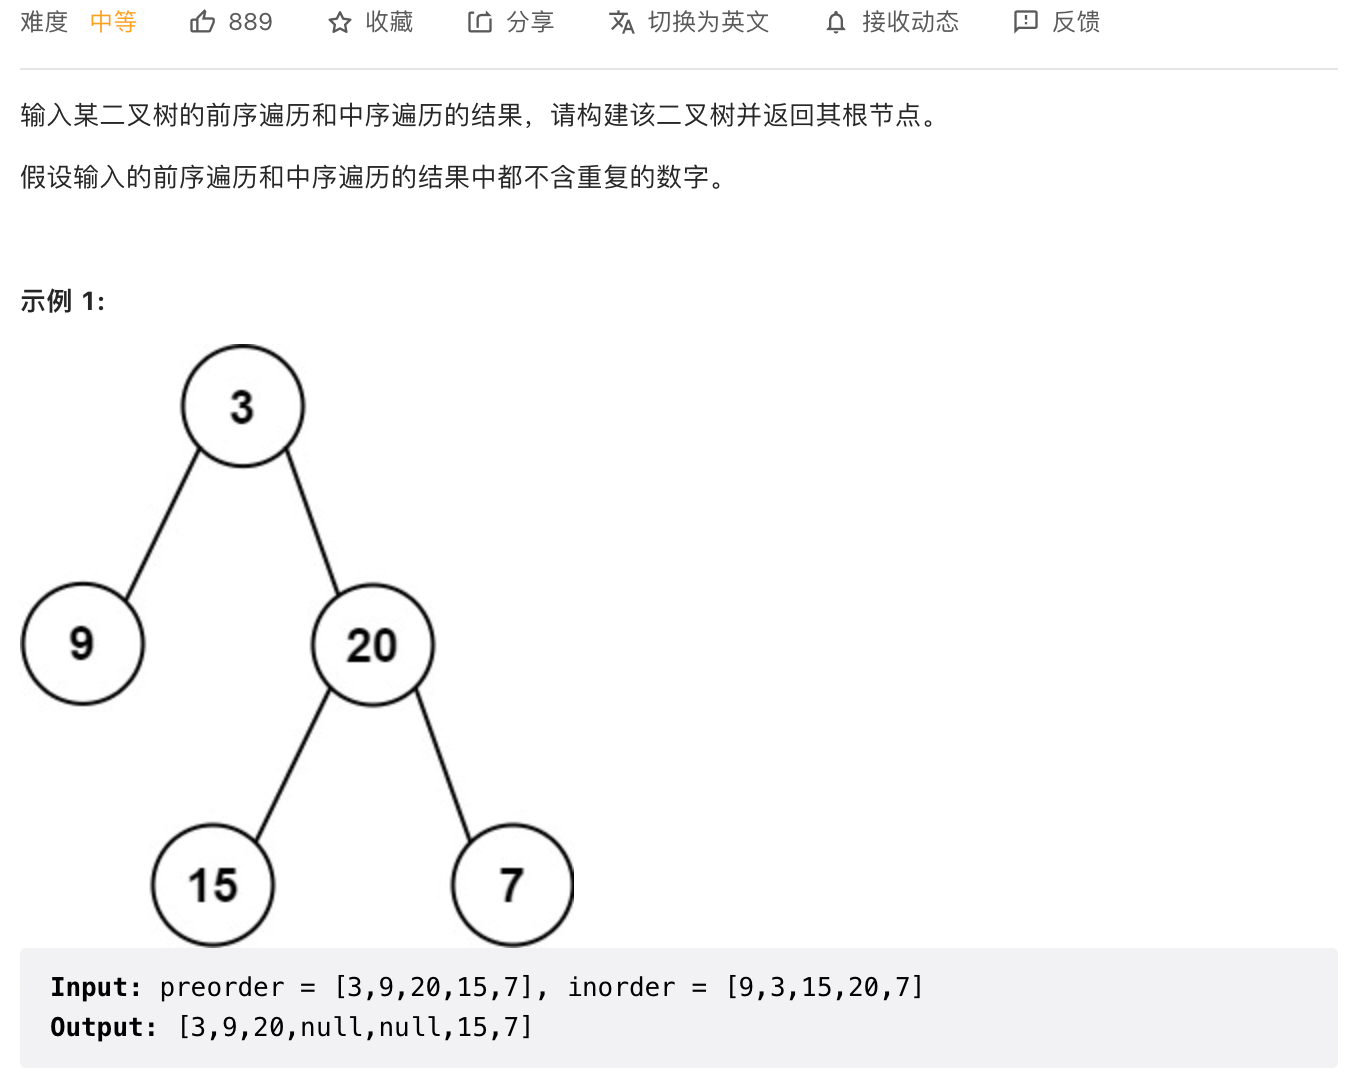 难度 中等 889 收藏 分享 切换为英文 接收动态 反馈
输入某二叉树的前序遍历和中序遍历的结果，请构建该二叉树并返回其根节点。
假设输入的前序遍历和中序遍历的结果中都不含重复的数字。
示例 1:
3
9 20
15 7
Input: preorder = [3,9,20,15,7], inorder = [9,3,15,20,7]
Output: [3,9,20,null,null,15,7]